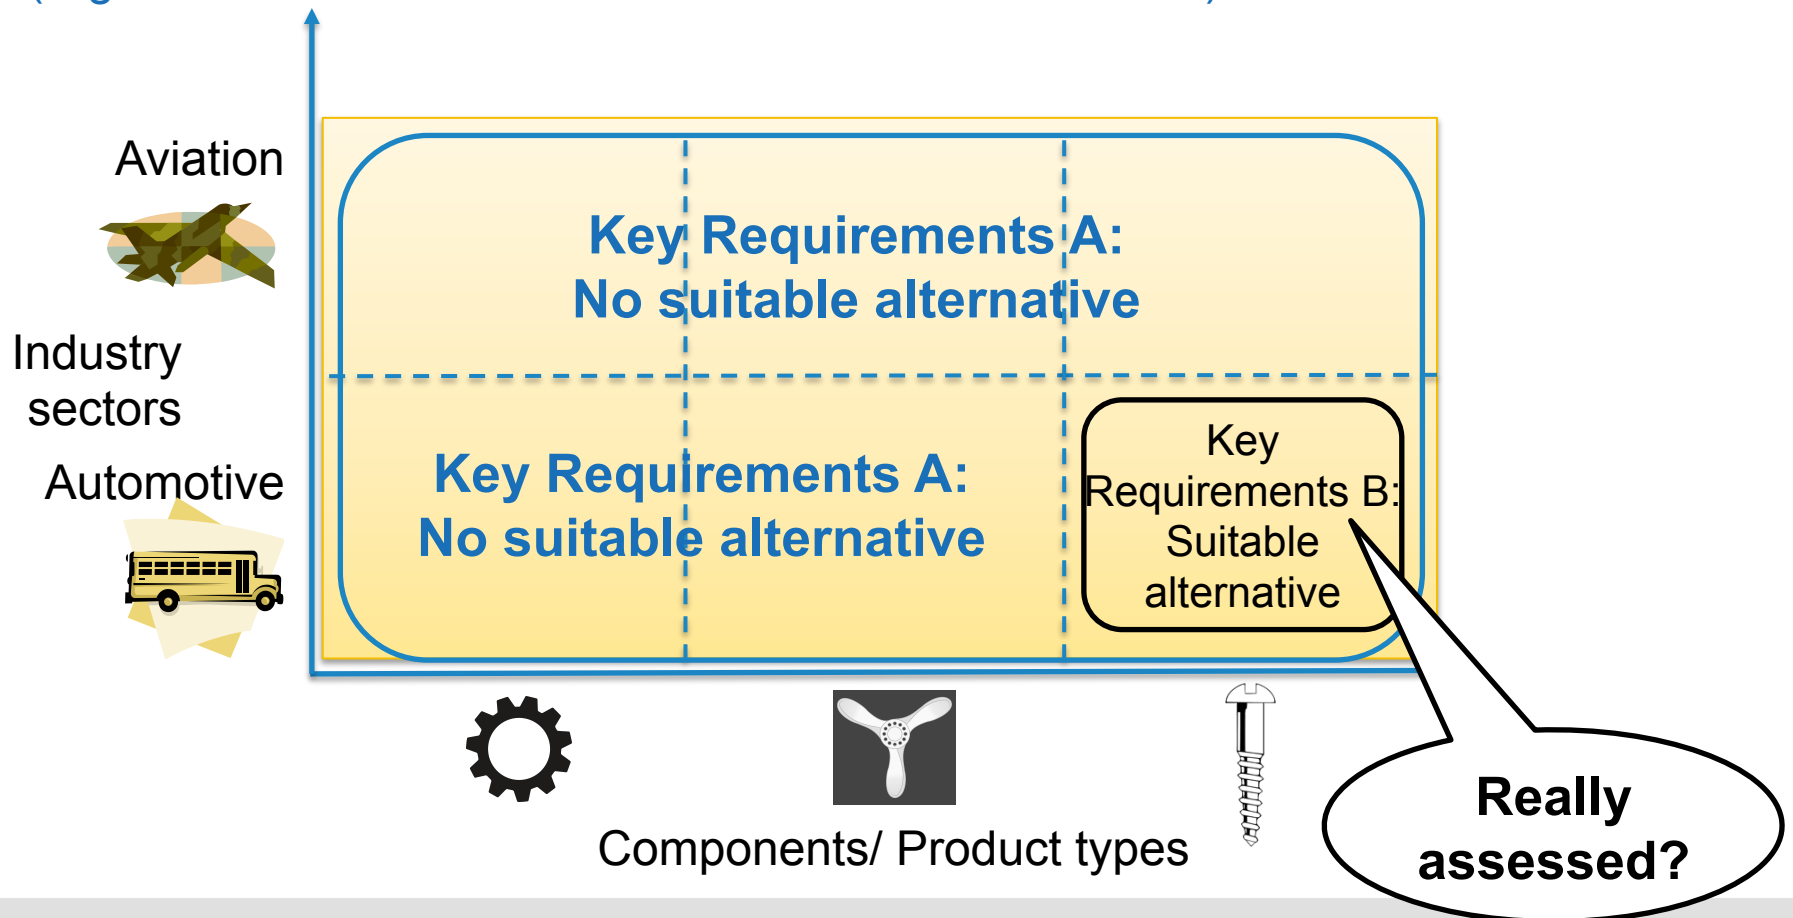 Aviation
Key Requirements A:
No suitable alternative
Industry
sectors
Automotive
Key Requirements A:
No suitable alternative
Key
Requirements B:
Suitable
alternative
Components/ Product types
Really
assessed?